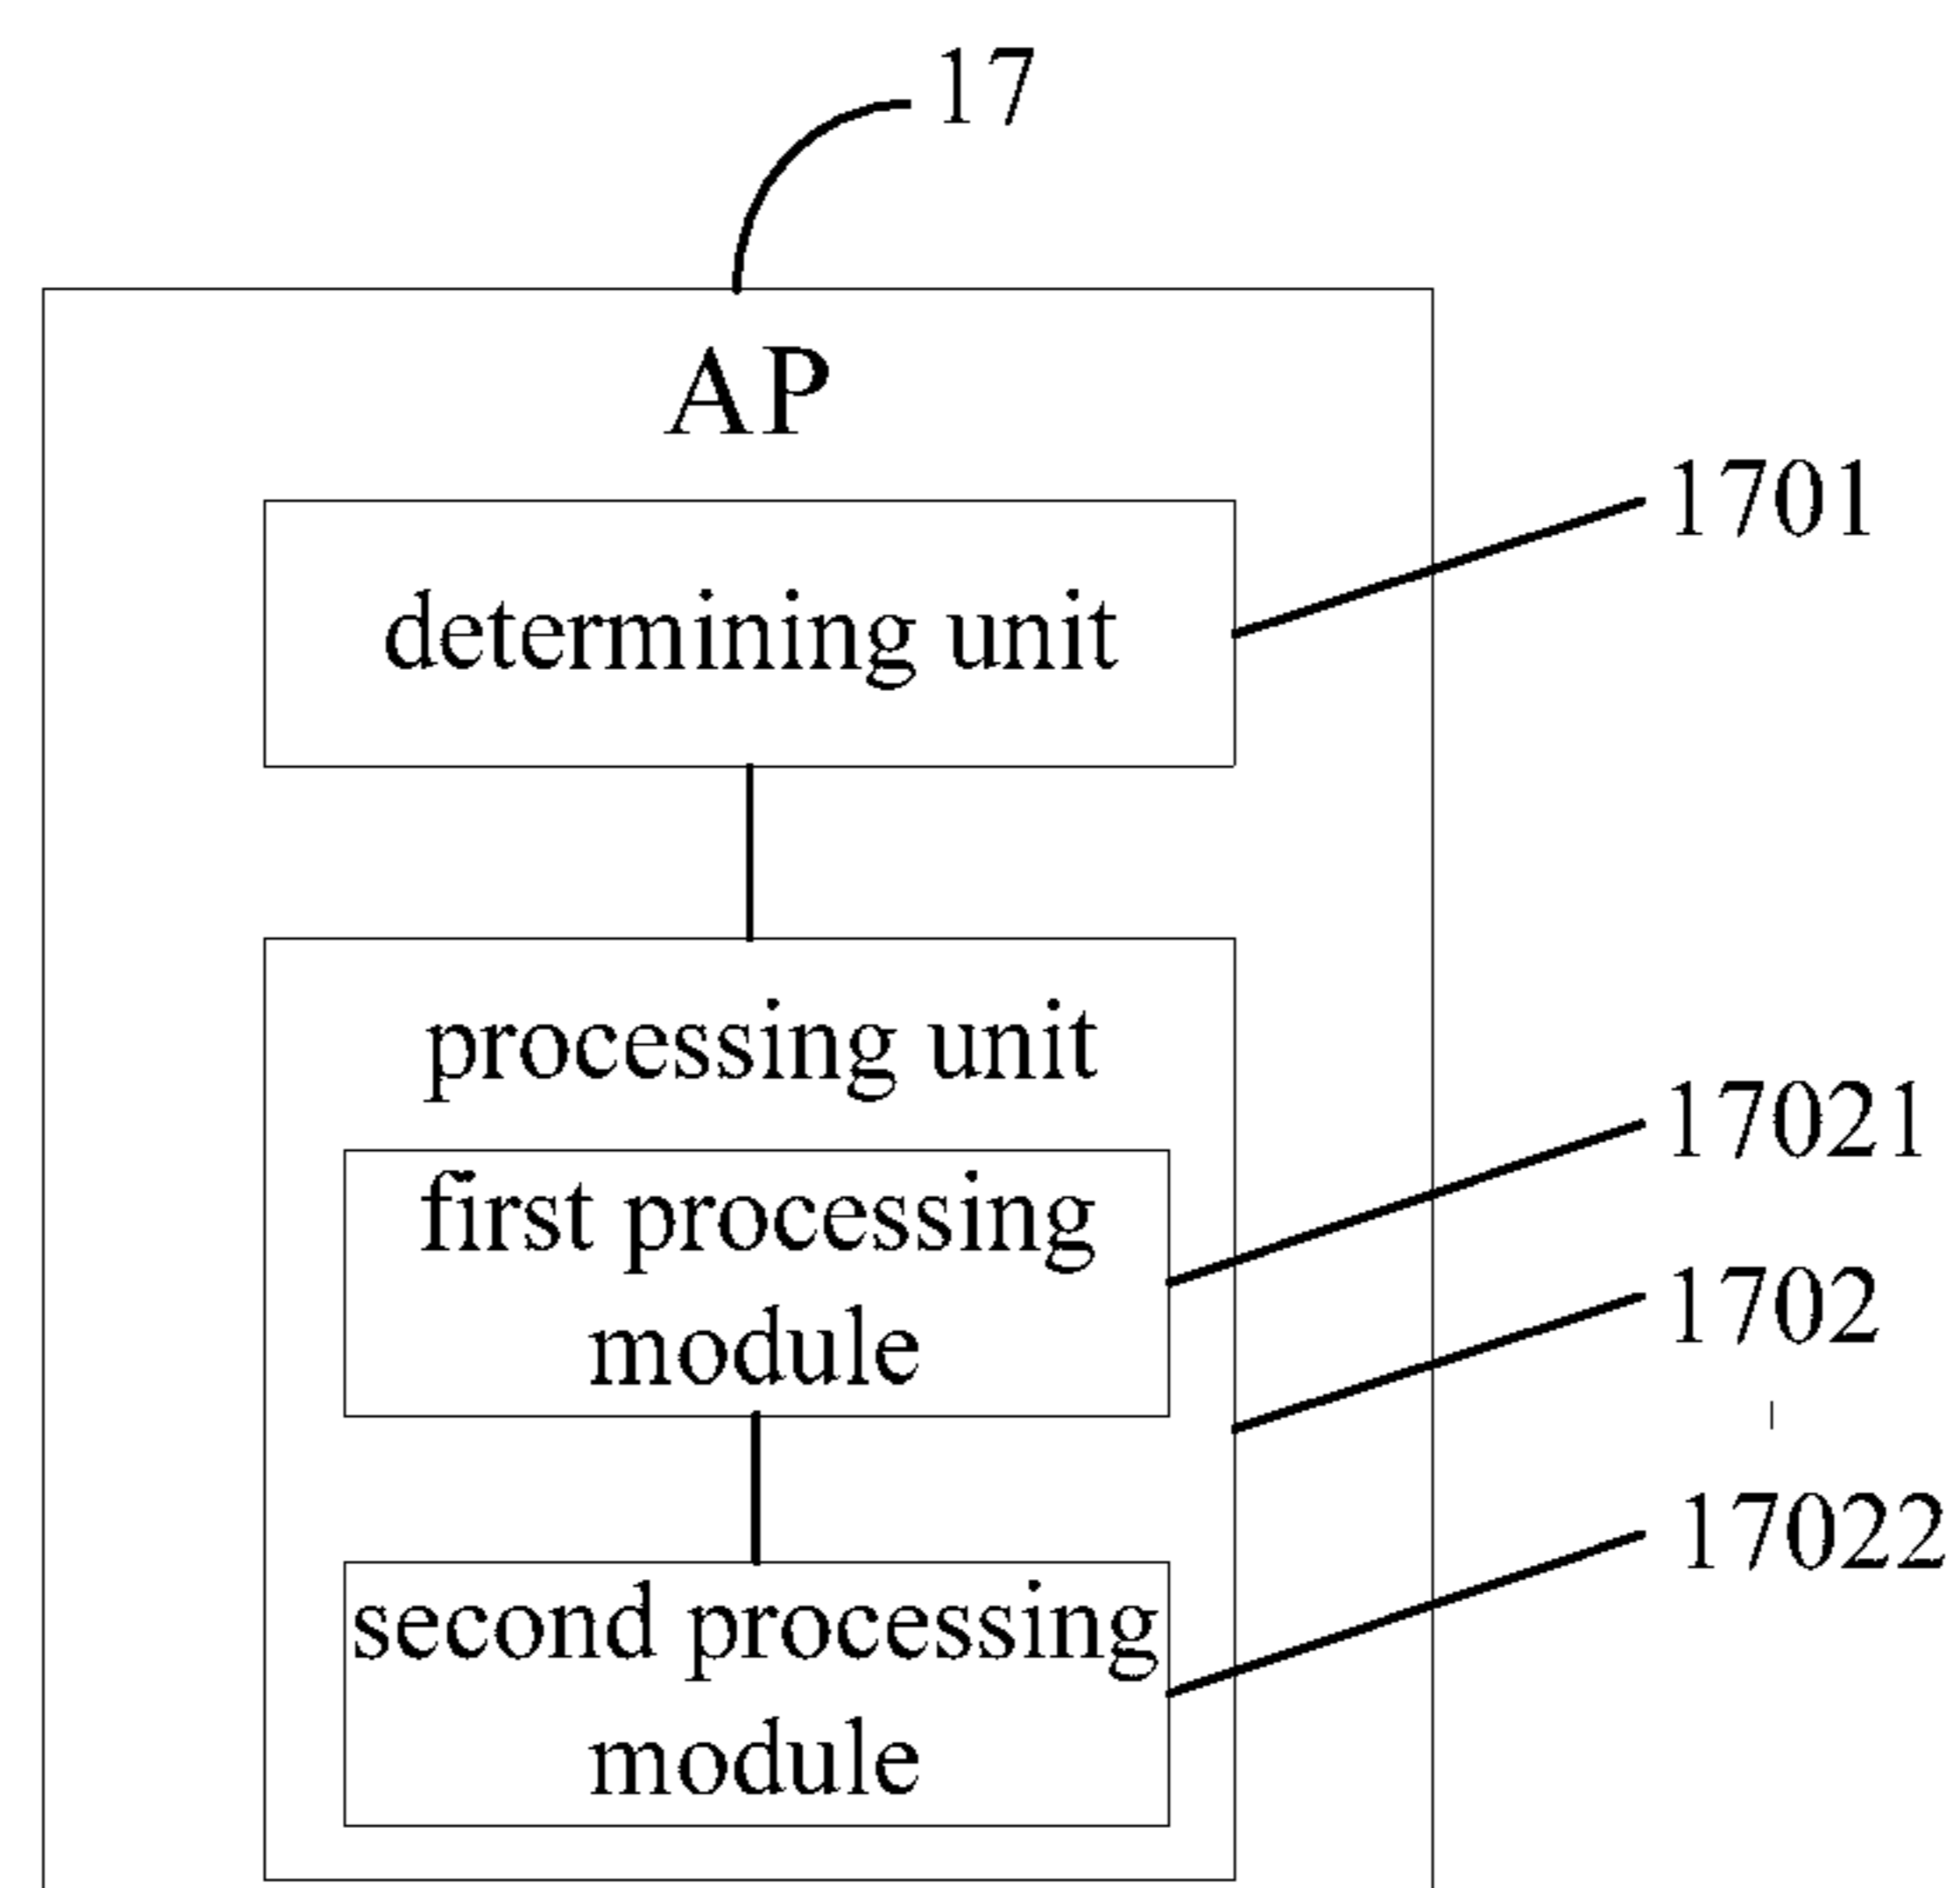 17
AP
1701
determining unit
processing unit
17021
first processing
module
1702
17022
second processing
module